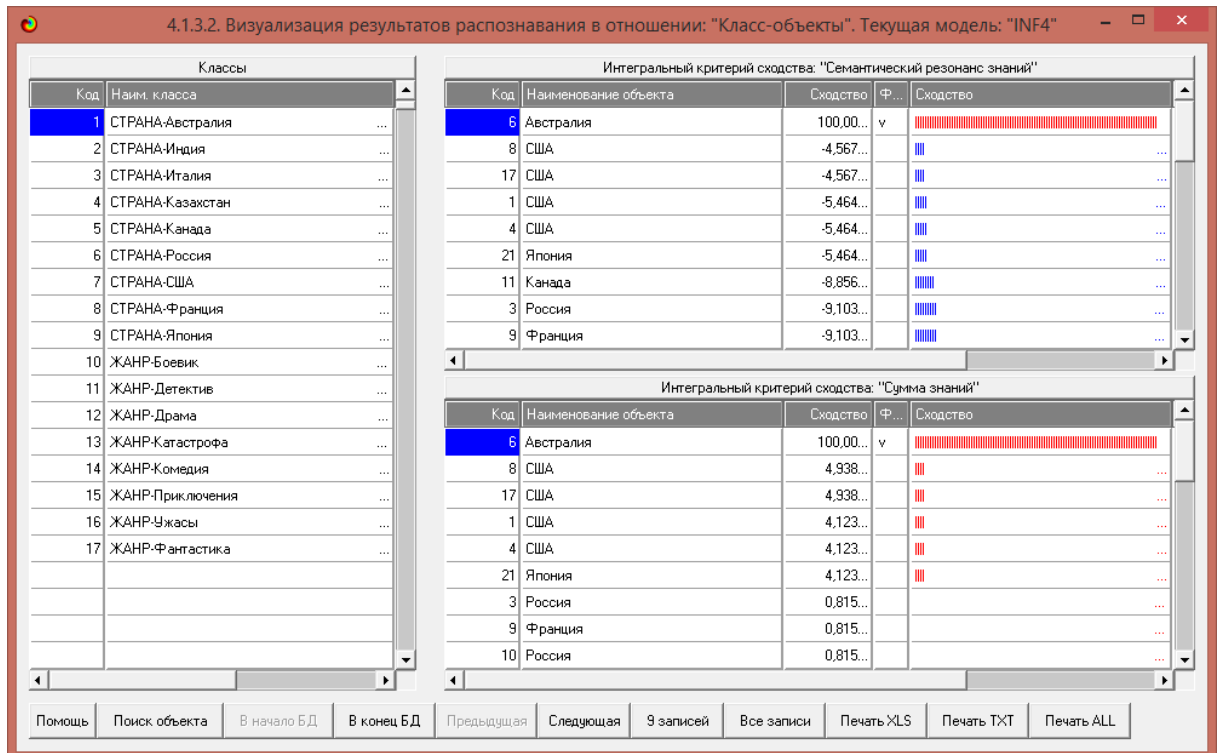 4.1.3.2. Визуализация результатов распознавания в отношении: "Класс-объекты". Текущая модель: "INF4"
Классы
Код Наим. класса
1 СТРАНА-Австралия ...
2 СТРАНА-Индия ...
3 СТРАНА-Италия ...
4 СТРАНА-Казахстан ...
5 СТРАНА-Канада ...
6 СТРАНА-Россия ...
7 СТРАНА-США ...
8 СТРАНА-Франция ...
9 СТРАНА-Япония ...
10 ЖАНР-Боевик ...
11 ЖАНР-Детектив ...
12 ЖАНР-Драма ...
13 ЖАНР-Катастрофа ...
14 ЖАНР-Комедия ...
15 ЖАНР-Приключения ...
16 ЖАНР-Ужасы ...
17 ЖАНР-Фантастика ...
Интегральный критерий сходства: "Семантический резонанс знаний"
Код Наименование объекта Сходство Ф... Сходство
6 Австралия 100,00... v
8 США -4,567... ...
17 США -4,567... ...
1 США -5,464... ...
4 США -5,464... ...
21 Япония -5,464... ...
11 Канада -8,856... ...
3 Россия -9,103... ...
9 Франция -9,103... ...
Интегральный критерий сходства: "Сумма знаний"
Код Наименование объекта Сходство Ф... Сходство
6 Австралия 100,00... v
8 США 4,938... ...
17 США 4,938... ...
1 США 4,123... ...
4 США 4,123... ...
21 Япония 4,123... ...
3 Россия 0,815... ...
9 Франция 0,815... ...
10 Россия 0,815... ...
Помощь Поиск объекта В начало БД В конец БД Предыдущая Следующая 9 записей Все записи Печать XLS Печать TXT Печать ALL